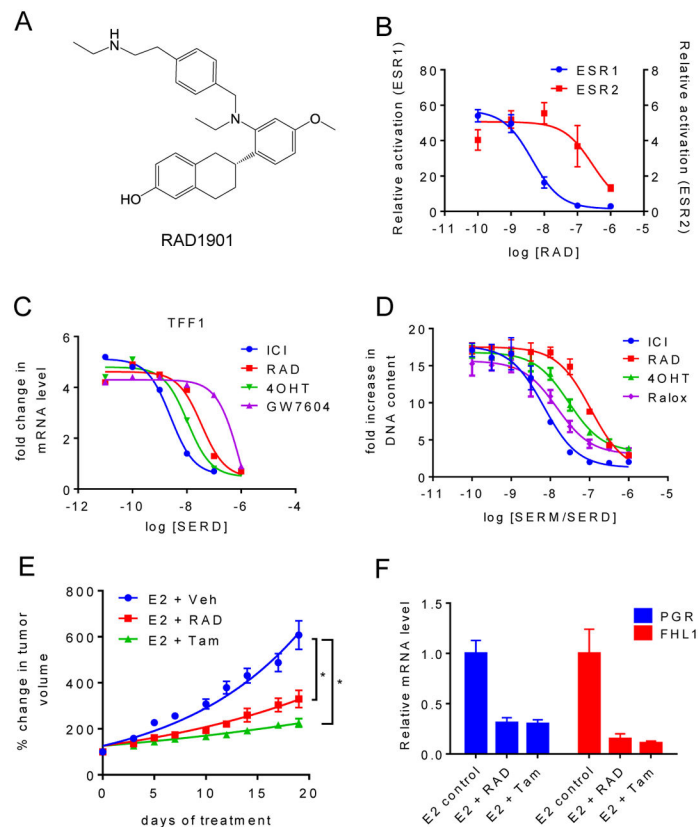 A
H
N
N
O
HO
RAD1901
B
ESR1
ESR2
Relative activation (ESR1)
80
60
40
20
0
8
6
4
2
0
Relative activation (ESR2)
-11 -10 -9 -8 -7 -6 -5
log [RAD]
C
TFF1
ICI
RAD
4OHT
GW7604
fold change in
mRNA level
6
4
2
0
-12 -10 -8 -6 -4
log [SERD]
D
ICI
RAD
4OHT
Ralox
fold increase in
DNA content
20
15
10
5
0
-11 -10 -9 -8 -7 -6 -5
log [SERM/SERD]
E
E2 + Veh
E2 + RAD
E2 + Tam
% change in tumor
volume
800
600
400
200
0
0 5 10 15 20
days of treatment
*
*
F
PGR
FHL1
Relative mRNA level
1.5
1.0
0.5
0.0
E2 control
E2 + RAD
E2 + Tam
E2 control
E2 + RAD
E2 + Tam